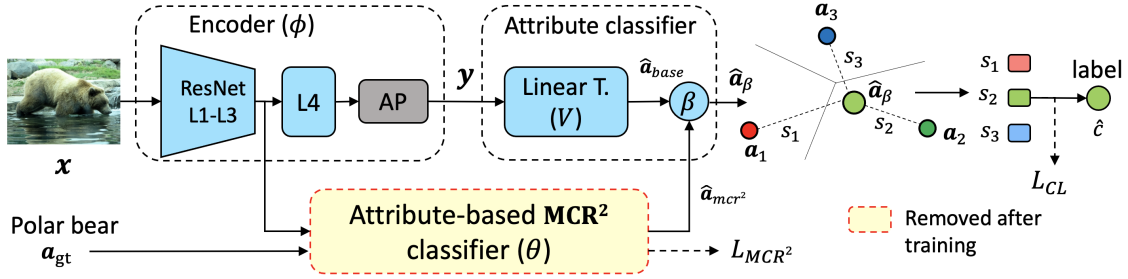 Encoder (ϕ)
Attribute classifier
ResNet
L1-L3
L4
AP
y
Linear T.
(V)
â_base
β
â_β
a_3
s_3
â_β
s_1
s_2
a_1
a_2
s_1
s_2
s_3
label
ĉ
L_CL
x
Polar bear
a_gt
Attribute-based MCR²
classifier (θ)
â_mcr²
L_MCR²
Removed after
training